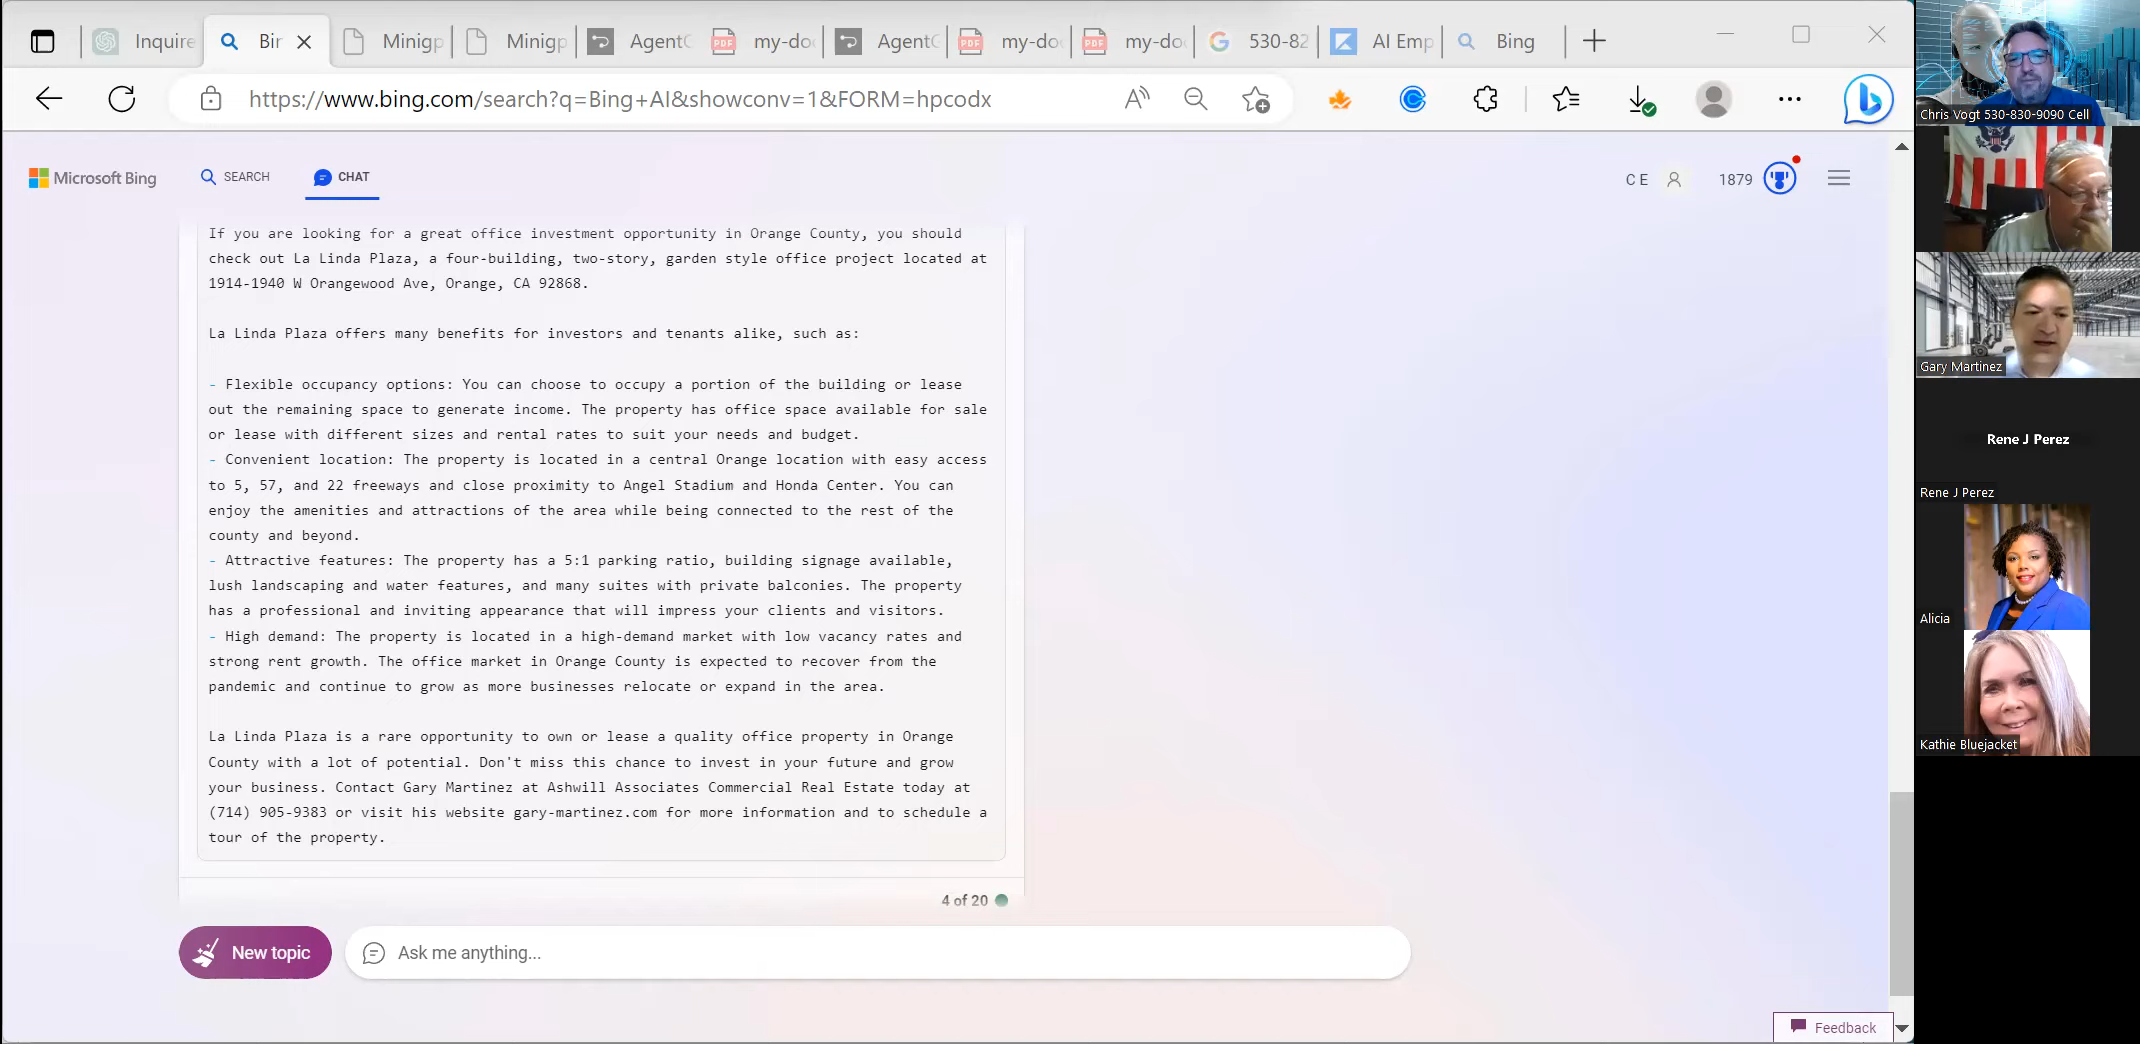 Inquire
Bin
Minigp
Minigp
AgentG
my-doc
AgentG
my-doc
my-doc
530-82
AI Emp
Bing
https://www.bing.com/search?q=Bing+AI&showconv=1&FORM=hpcodx
Microsoft Bing
SEARCH
CHAT
C E
1879
If you are looking for a great office investment opportunity in Orange County, you should
check out La Linda Plaza, a four-building, two-story, garden style office project located at
1914-1940 W Orangewood Ave, Orange, CA 92868.
La Linda Plaza offers many benefits for investors and tenants alike, such as:
- Flexible occupancy options: You can choose to occupy a portion of the building or lease
out the remaining space to generate income. The property has office space available for sale
or lease with different sizes and rental rates to suit your needs and budget.
- Convenient location: The property is located in a central Orange location with easy access
to 5, 57, and 22 freeways and close proximity to Angel Stadium and Honda Center. You can
enjoy the amenities and attractions of the area while being connected to the rest of the
county and beyond.
- Attractive features: The property has a 5:1 parking ratio, building signage available,
lush landscaping and water features, and many suites with private balconies. The property
has a professional and inviting appearance that will impress your clients and visitors.
- High demand: The property is located in a high-demand market with low vacancy rates and
strong rent growth. The office market in Orange County is expected to recover from the
pandemic and continue to grow as more businesses relocate or expand in the area.
La Linda Plaza is a rare opportunity to own or lease a quality office property in Orange
County with a lot of potential. Don't miss this chance to invest in your future and grow
your business. Contact Gary Martinez at Ashwill Associates Commercial Real Estate today at
(714) 905-9383 or visit his website gary-martinez.com for more information and to schedule a
tour of the property.
4 of 20
New topic
Ask me anything...
Feedback
Chris Vogt 530-830-9090 Cell
Gary Martinez
Rene J Perez
Rene J Perez
Alicia
Kathie Bluejacket